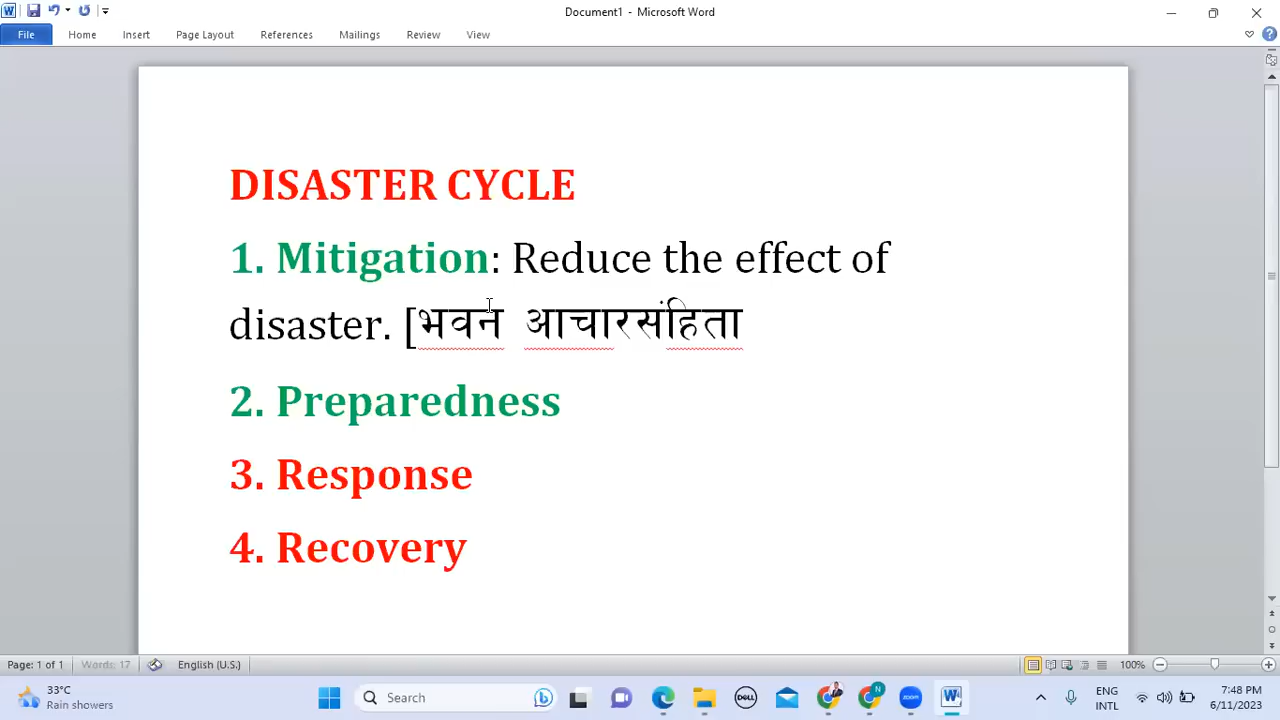 Document1 - Microsoft Word
File Home Insert Page Layout References Mailings Review View
DISASTER CYCLE
1. Mitigation: Reduce the effect of
disaster. [भवन आचारसंहिता
2. Preparedness
3. Response
4. Recovery
Page: 1 of 1 Words: 17 English (U.S.) 100%
33°C
Rain showers
Search
DELL
zoom
ENG
INTL
7:48 PM
6/11/2023